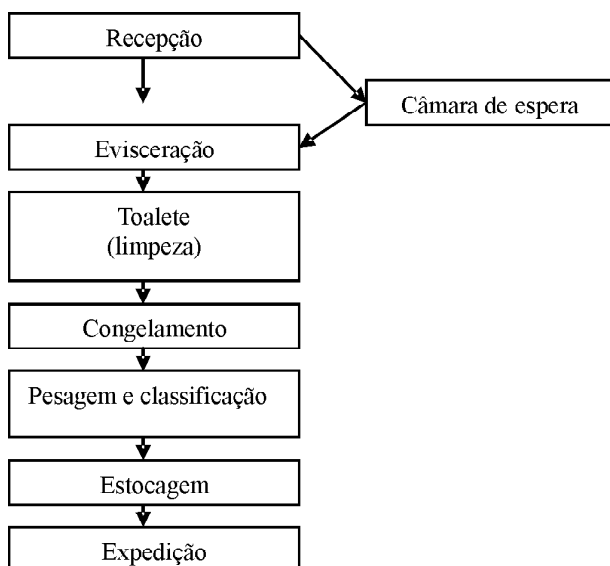 Recepção
Câmara de espera
Evisceração
Toalete
(limpeza)
Congelamento
Pesagem e classificação
Estocagem
Expedição